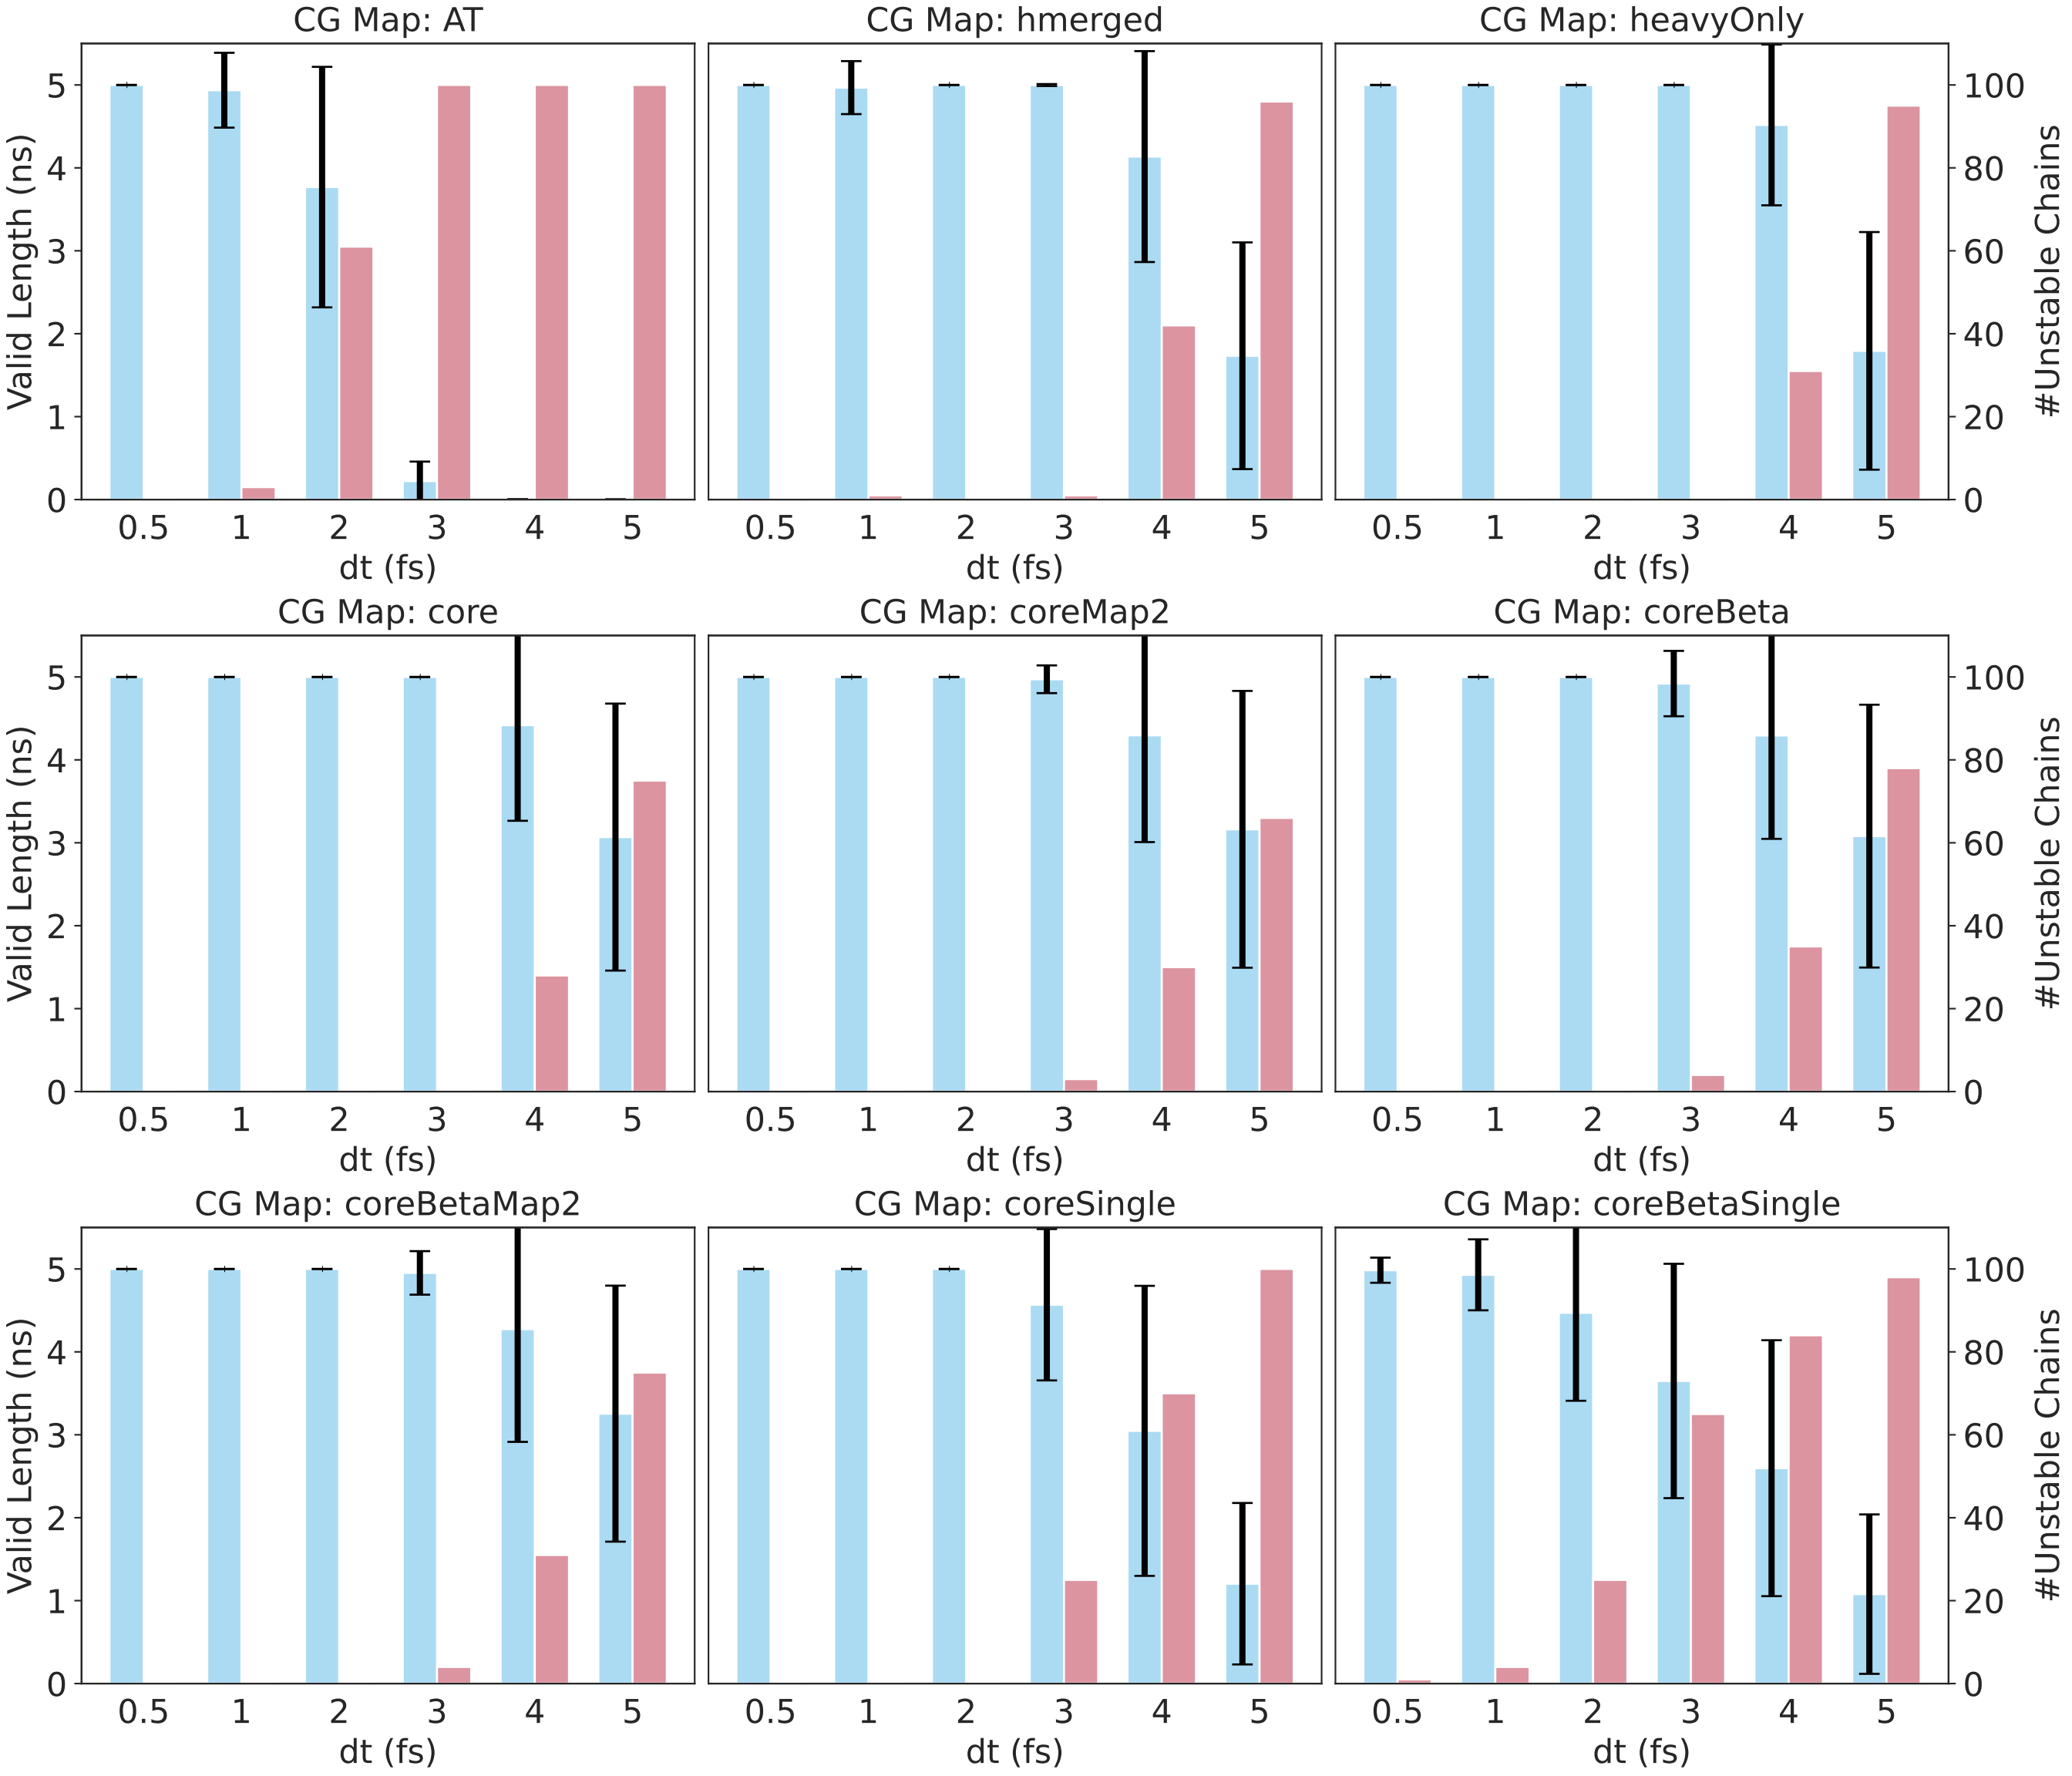 CG Map: AT
CG Map: hmerged
CG Map: heavyOnly
Valid Length (ns)
5
4
3
2
1
0
100
80
60
40
20
0
#Unstable Chains
0.5 1 2 3 4 5
0.5 1 2 3 4 5
0.5 1 2 3 4 5
dt (fs)
dt (fs)
dt (fs)
CG Map: core
CG Map: coreMap2
CG Map: coreBeta
Valid Length (ns)
5
4
3
2
1
0
100
80
60
40
20
0
#Unstable Chains
0.5 1 2 3 4 5
0.5 1 2 3 4 5
0.5 1 2 3 4 5
dt (fs)
dt (fs)
dt (fs)
CG Map: coreBetaMap2
CG Map: coreSingle
CG Map: coreBetaSingle
Valid Length (ns)
5
4
3
2
1
0
100
80
60
40
20
0
#Unstable Chains
0.5 1 2 3 4 5
0.5 1 2 3 4 5
0.5 1 2 3 4 5
dt (fs)
dt (fs)
dt (fs)